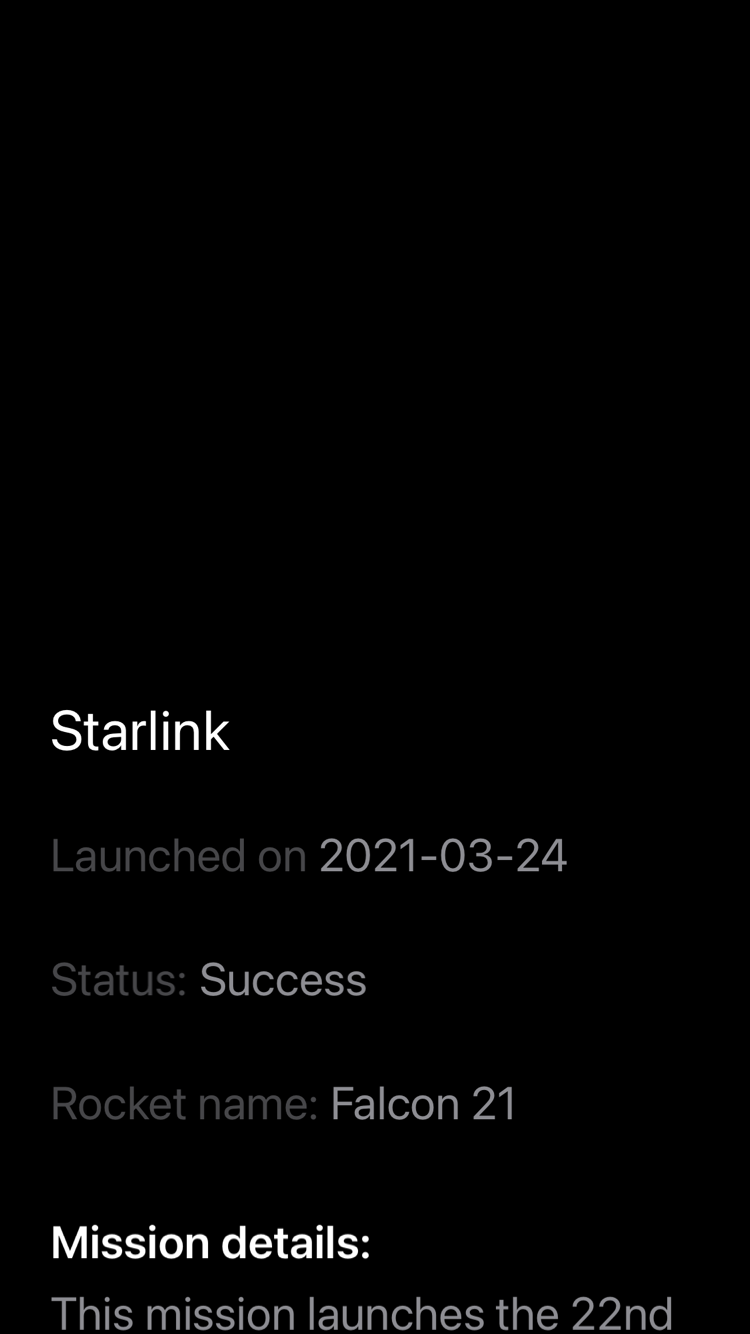 Starlink
Launched on 2021-03-24
Status: Success
Rocket name: Falcon 21
Mission details:
This mission launches the 22nd